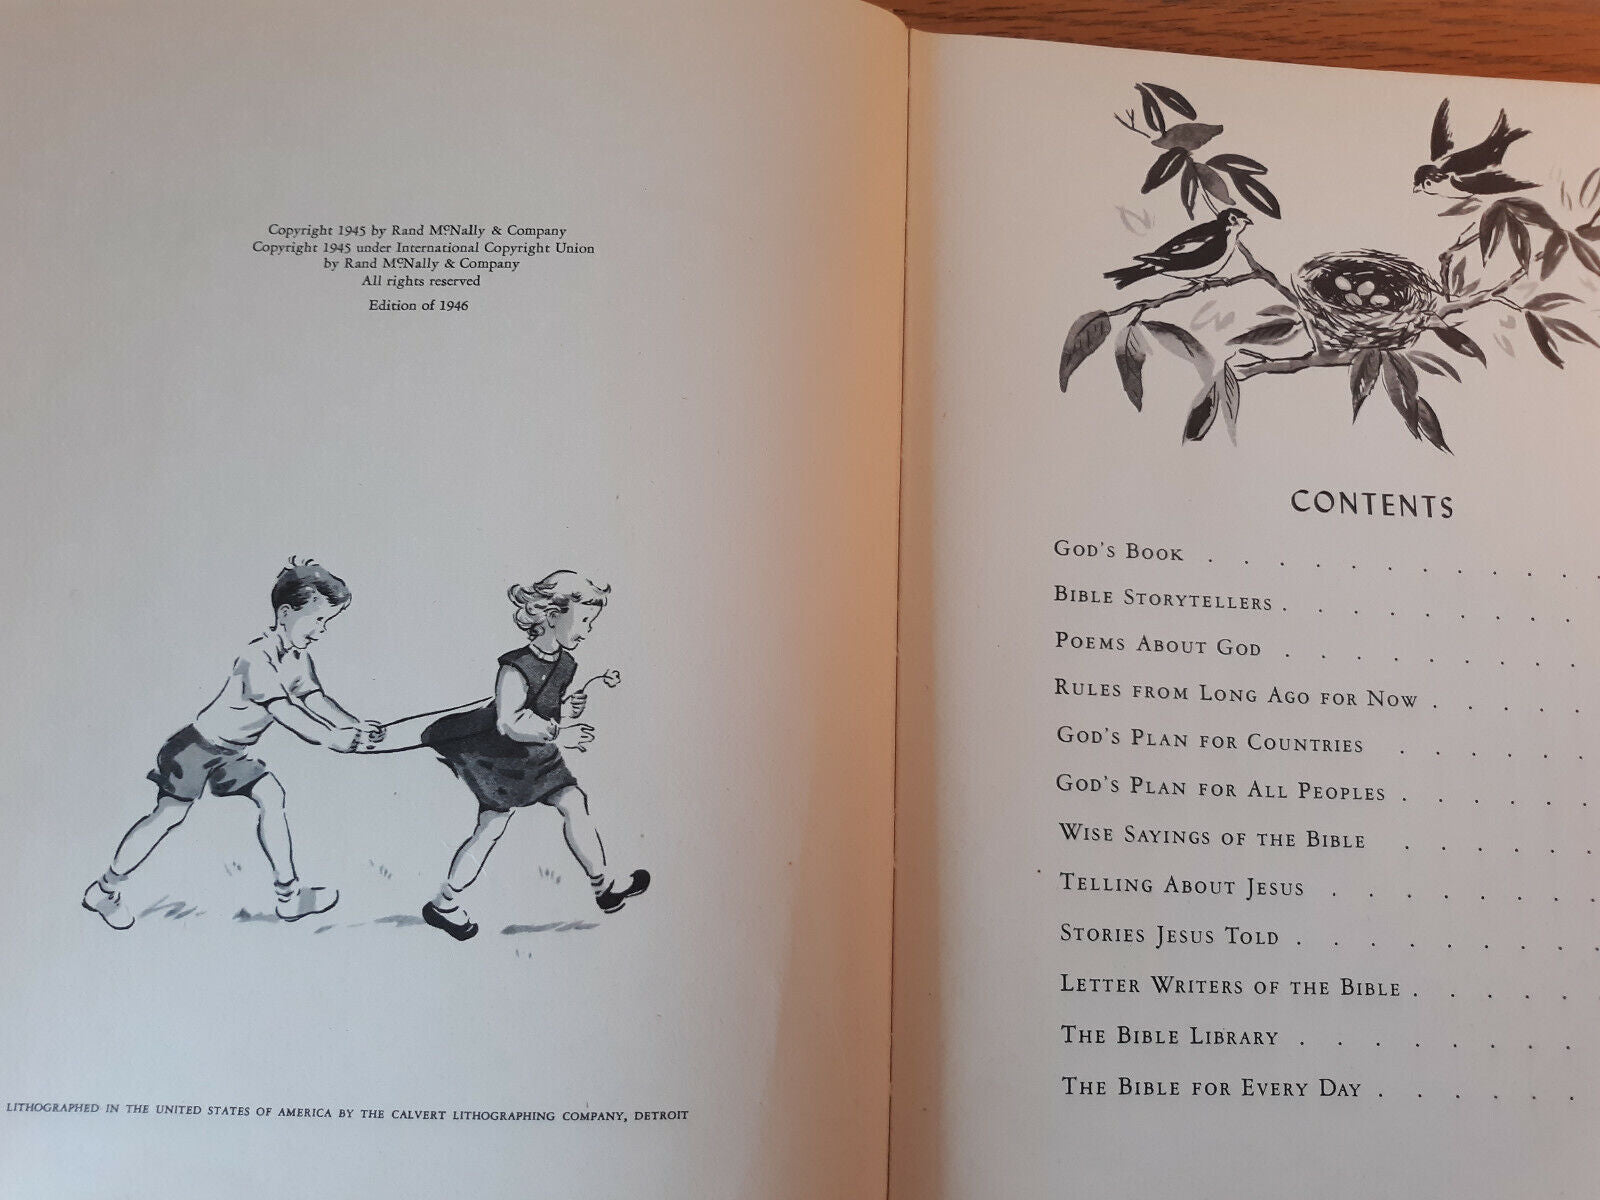 Copyright 1945 by Rand McNally & Company
Copyright 1945 under International Copyright Union
by Rand McNally & Company
All rights reserved
Edition of 1946
LITHOGRAPHED IN THE UNITED STATES OF AMERICA BY THE CALVERT LITHOGRAPHING COMPANY, DETROIT
CONTENTS
GOD'S BOOK . . . . . . . . . . . .
BIBLE STORYTELLERS . . . . . . . . .
POEMS ABOUT GOD . . . . . . . . .
RULES FROM LONG AGO FOR NOW . . . . .
GOD'S PLAN FOR COUNTRIES . . . . . .
GOD'S PLAN FOR ALL PEOPLES . . . . . .
WISE SAYINGS OF THE BIBLE . . . . . .
TELLING ABOUT JESUS . . . . . . . .
STORIES JESUS TOLD . . . . . . . . .
LETTER WRITERS OF THE BIBLE . . . . .
THE BIBLE LIBRARY . . . . . . . .
THE BIBLE FOR EVERY DAY . . . . . .